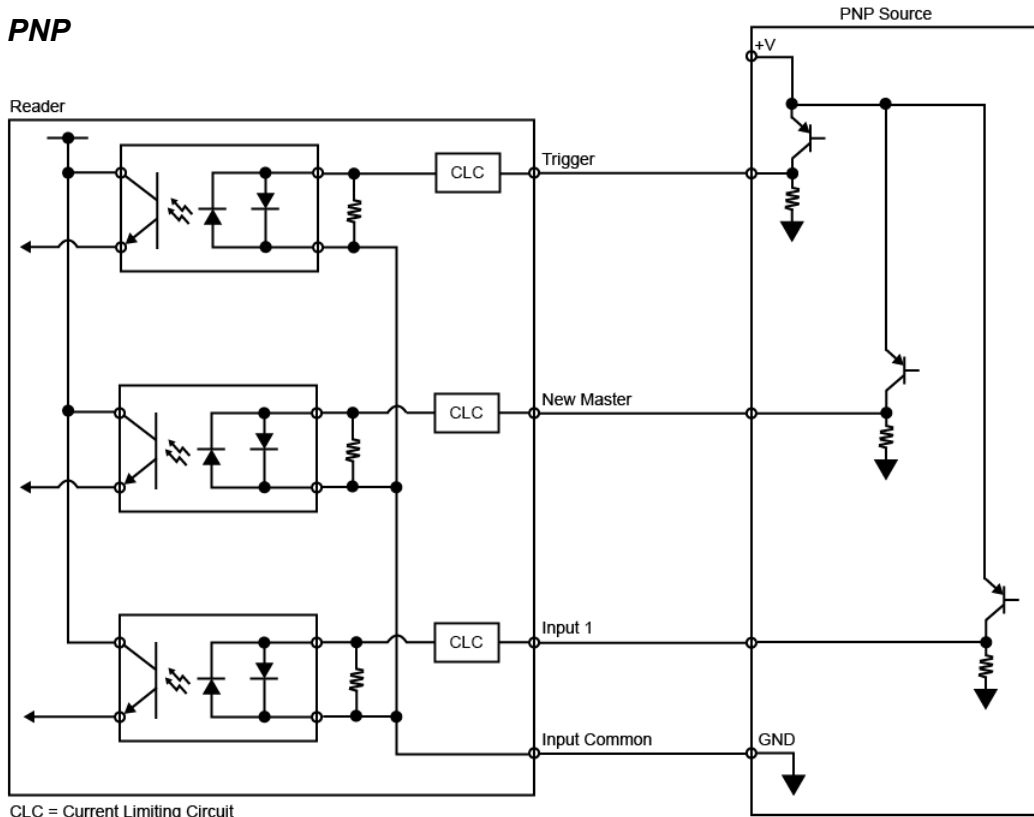 PNP
PNP Source
+V
Reader
CLC
Trigger
CLC
New Master
CLC
Input 1
Input Common
GND
CLC = Current Limiting Circuit